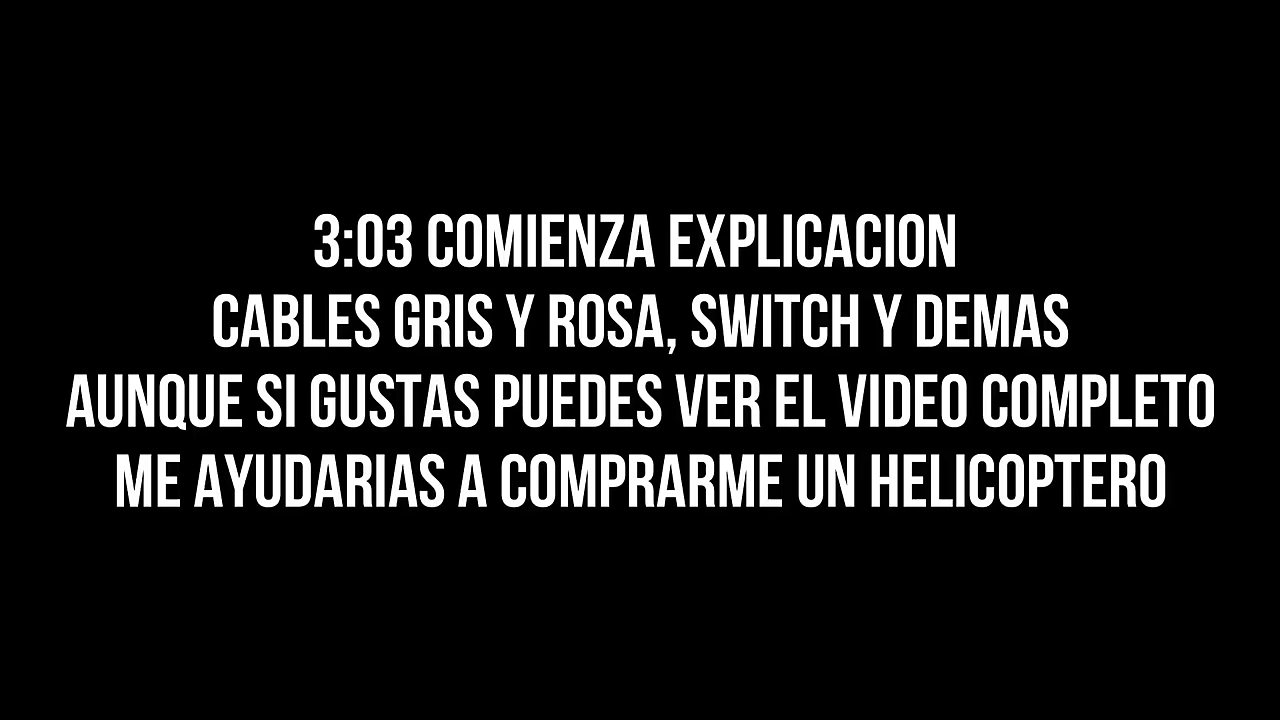 3:03 COMIENZA EXPLICACION
CABLES GRIS Y ROSA, SWITCH Y DEMAS
AUNQUE SI GUSTAS PUEDES VER EL VIDEO COMPLETO
ME AYUDARIAS A COMPRARME UN HELICOPTERO